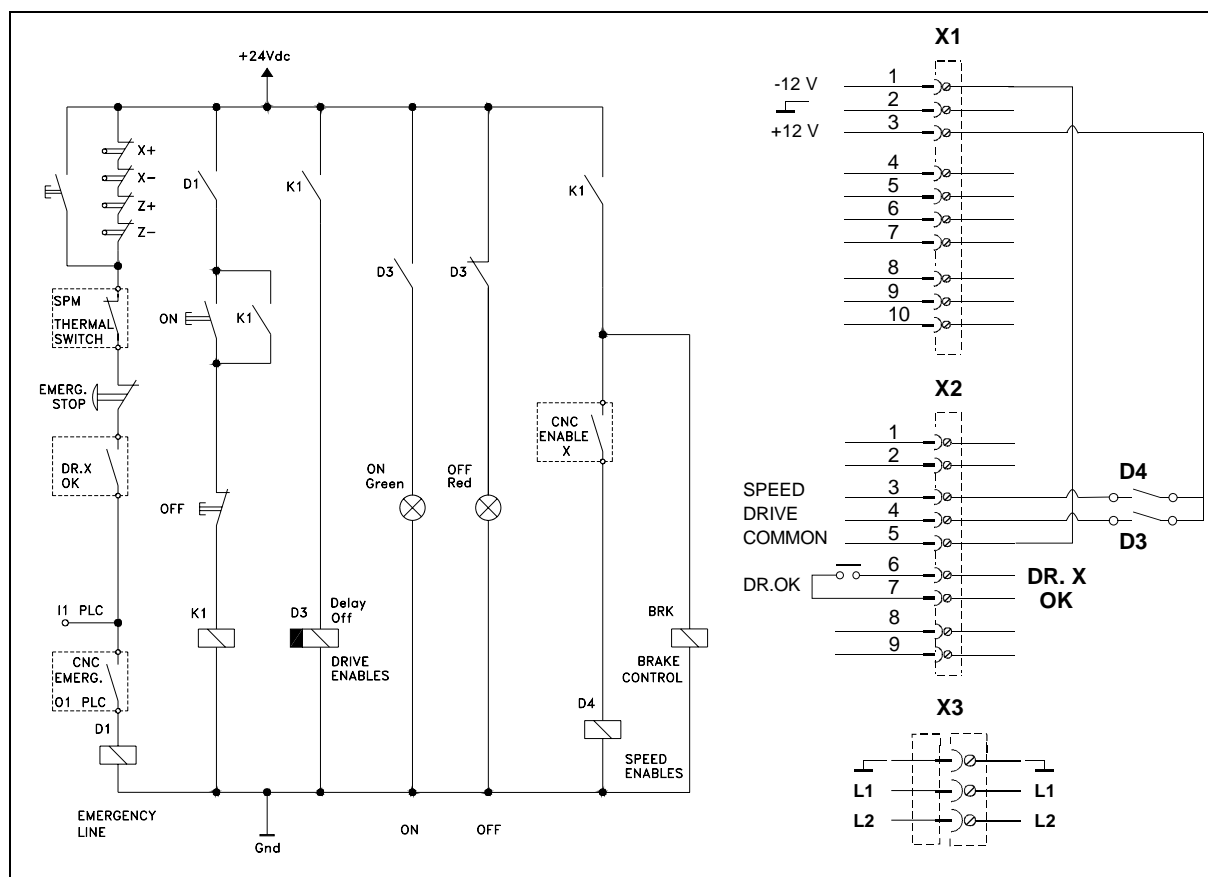 +24Vdc
X+
X-
Z+
Z-
D1
K1
K1
D3
D3
SPM
THERMAL
SWITCH
ON
K1
EMERG.
STOP
DR.X
OK
OFF
CNC
ENABLE
X
ON
Green
OFF
Red
I1 PLC
CNC
EMERG.
O1 PLC
D1
K1
D3
Delay
Off
DRIVE
ENABLES
BRK
BRAKE
CONTROL
D4
SPEED
ENABLES
EMERGENCY
LINE
Gnd
ON
OFF
X1
-12 V
1
2
+12 V
3
4
5
6
7
8
9
10
X2
1
2
SPEED
3
D4
DRIVE
4
COMMON
5
D3
DR.OK
6
7
DR. X
OK
8
9
X3
L1
L1
L2
L2